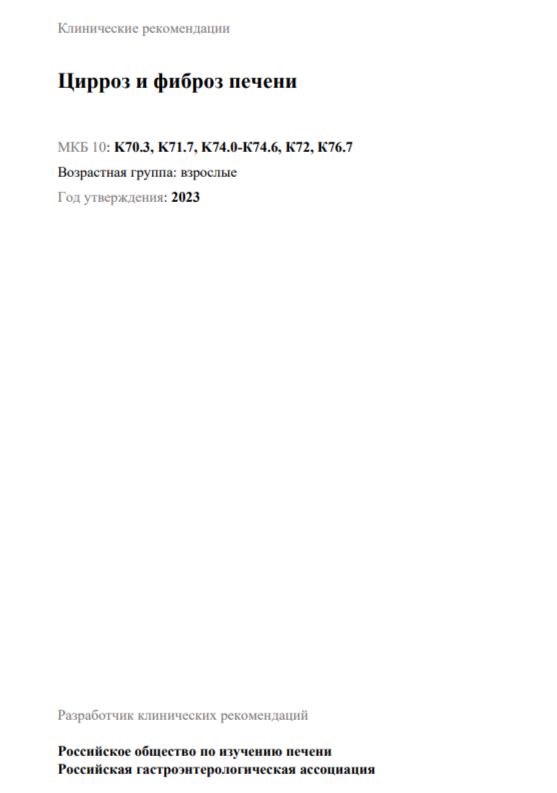 Клинические рекомендации
Цирроз и фиброз печени
МКБ 10: K70.3, K71.7, K74.0-K74.6, K72, K76.7
Возрастная группа: взрослые
Год утверждения: 2023
Разработчик клинических рекомендаций
Российское общество по изучению печени
Российская гастроэнтерологическая ассоциация